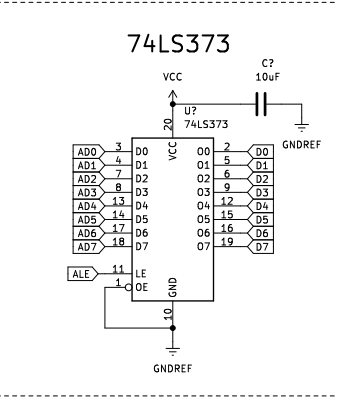 74LS373
C?
10uF
VCC
U?
74LS373
GNDREF
20
VCC
AD0 3 D0 O0 2 D0
AD1 4 D1 O1 5 D1
AD2 7 D2 O2 6 D2
AD3 8 D3 O3 9 D3
AD4 13 D4 O4 12 D4
AD5 14 D5 O5 15 D5
AD6 17 D6 O6 16 D6
AD7 18 D7 O7 19 D7
ALE 11 LE
1 OE
GND
10
GNDREF